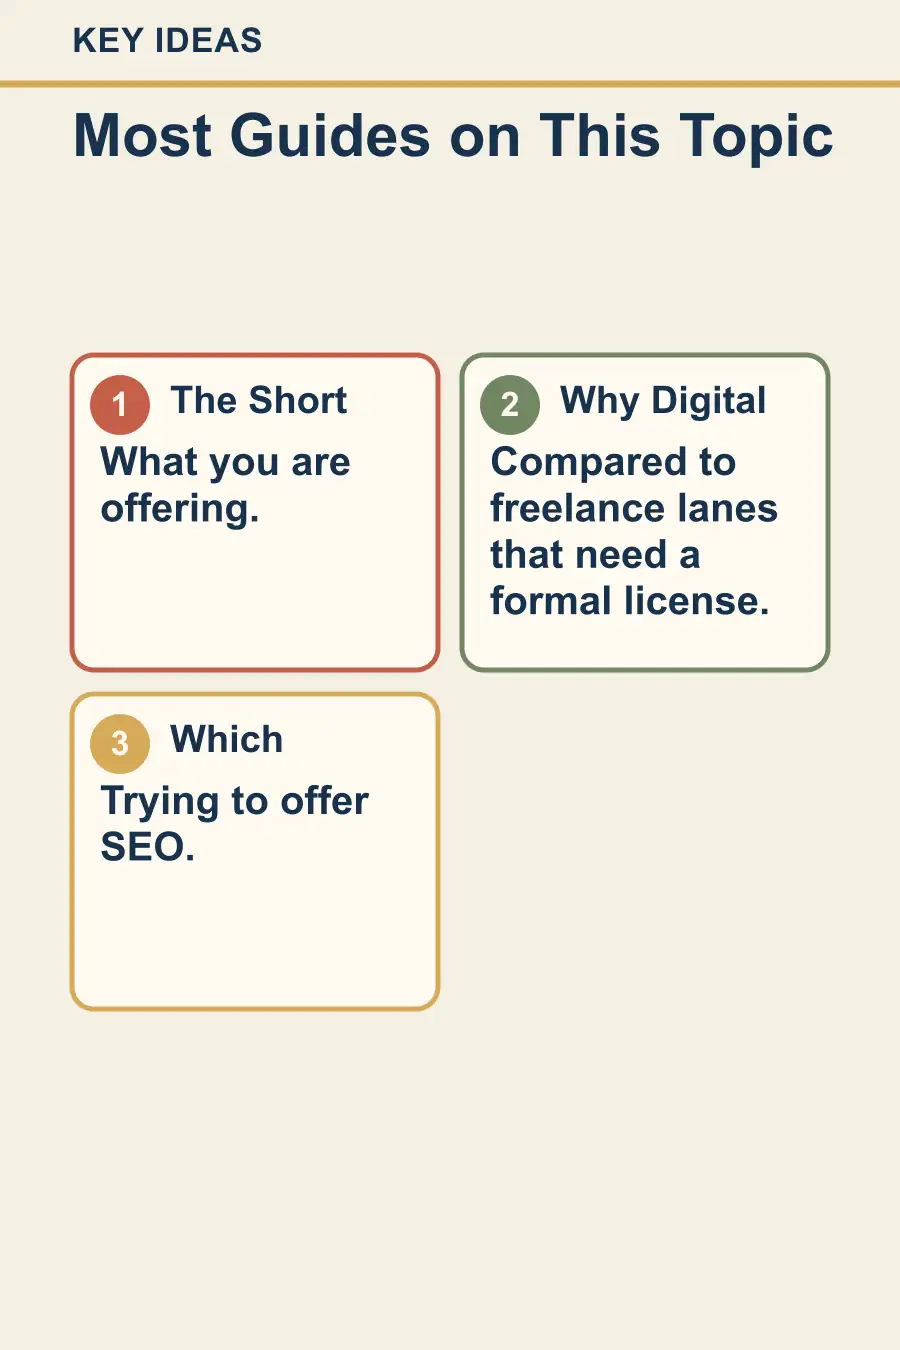 KEY IDEAS
Most Guides on This Topic
1 The Short
What you are
offering.
2 Why Digital
Compared to
freelance lanes
that need a
formal license.
3 Which
Trying to offer
SEO.